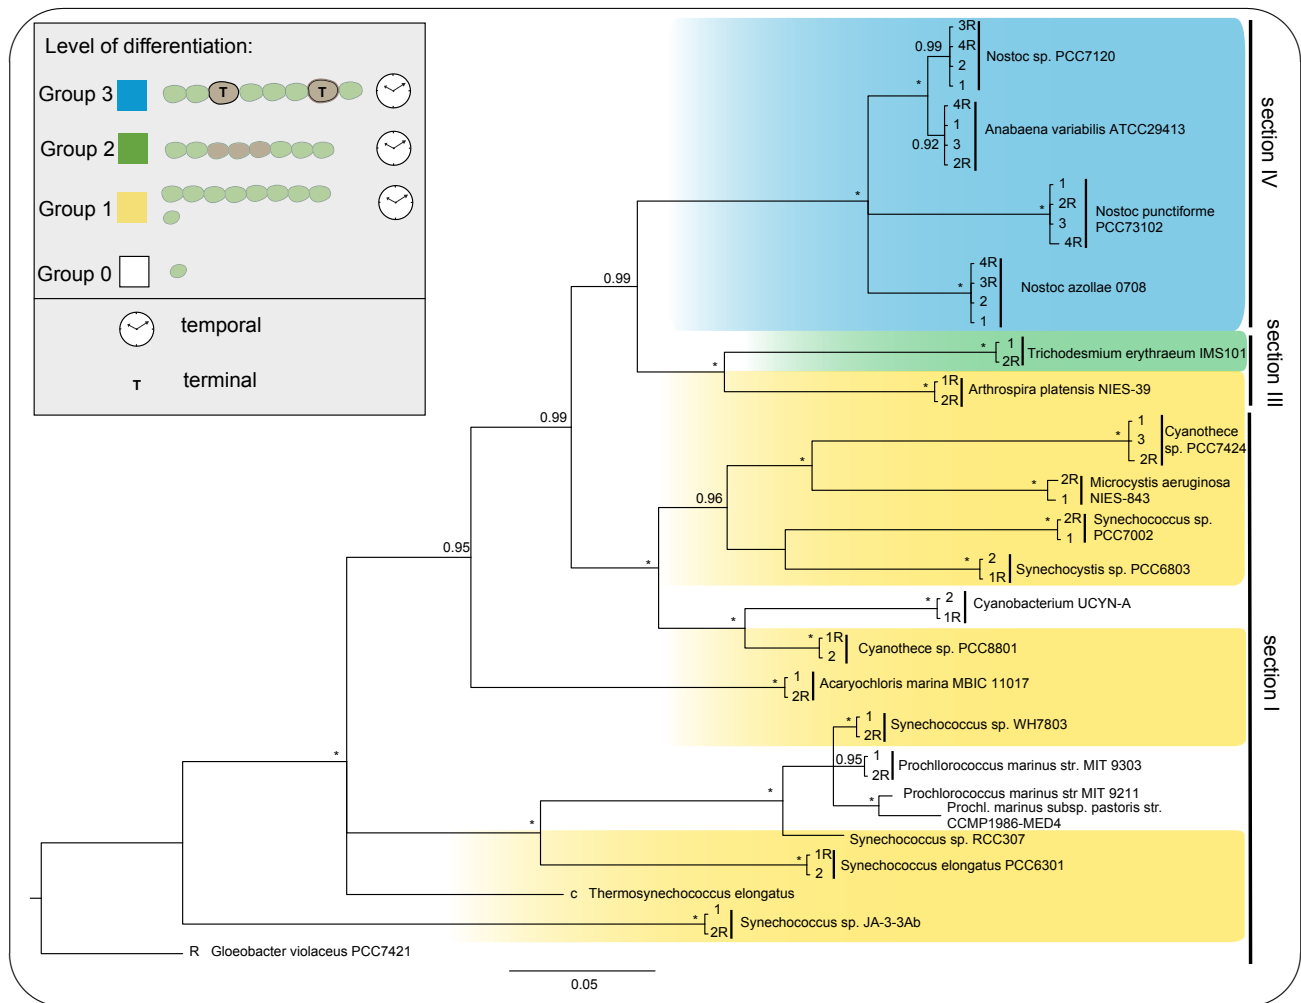 Level of differentiation:
Group 3
T
T
Group 2
Group 1
Group 0
temporal
T
terminal
3R
0.99
4R
Nostoc sp. PCC7120
2
*
1
4R
1
Anabaena variabilis ATCC29413
0.92
3
2R
*
1
2R
*
3
Nostoc punctiforme
PCC73102
4R
4R
*
3R
Nostoc azollae 0708
2
1
section IV
0.99
*
1
2R
Trichodesmium erythraeum IMS101
*
*
1R
2R
Arthrospira platensis NIES-39
section III
0.99
1
*
3
2R
Cyanothece
sp. PCC7424
*
*
2R
1
Microcystis aeruginosa
NIES-843
0.96
*
2R
1
Synechococcus sp.
PCC7002
*
2
1R
Synechocystis sp. PCC6803
0.95
*
*
2
1R
Cyanobacterium UCYN-A
*
*
1R
2
Cyanothece sp. PCC8801
*
1
2R
Acaryochloris marina MBIC 11017
section I
*
1
2R
Synechococcus sp. WH7803
*
0.95
1
2R
Prochllorococcus marinus str. MIT 9303
*
*
Prochlorococcus marinus str MIT 9211
Prochl. marinus subsp. pastoris str.
CCMP1986-MED4
*
Synechococcus sp. RCC307
*
1R
2
Synechococcus elongatus PCC6301
c Thermosynechococcus elongatus
*
1
2R
Synechococcus sp. JA-3-3Ab
R Gloeobacter violaceus PCC7421
0.05